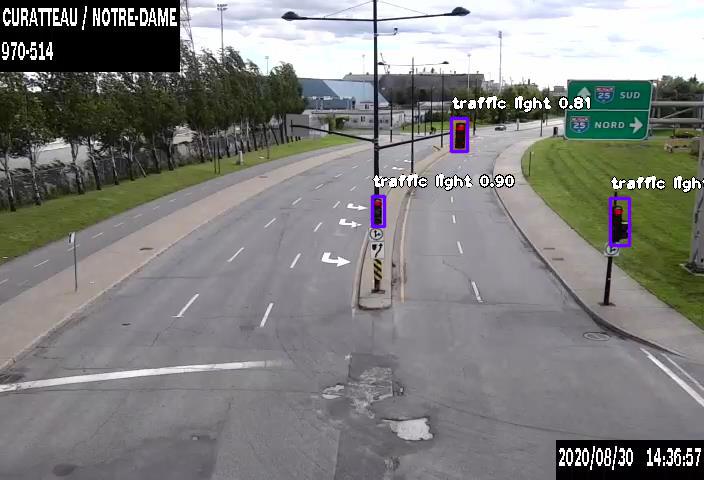 CURATTEAU / NOTRE-DAME
970-514
traffic light 0.81
25 SUD
25 NORD
traffic light 0.90
traffic light
2020/08/30 14:36:57